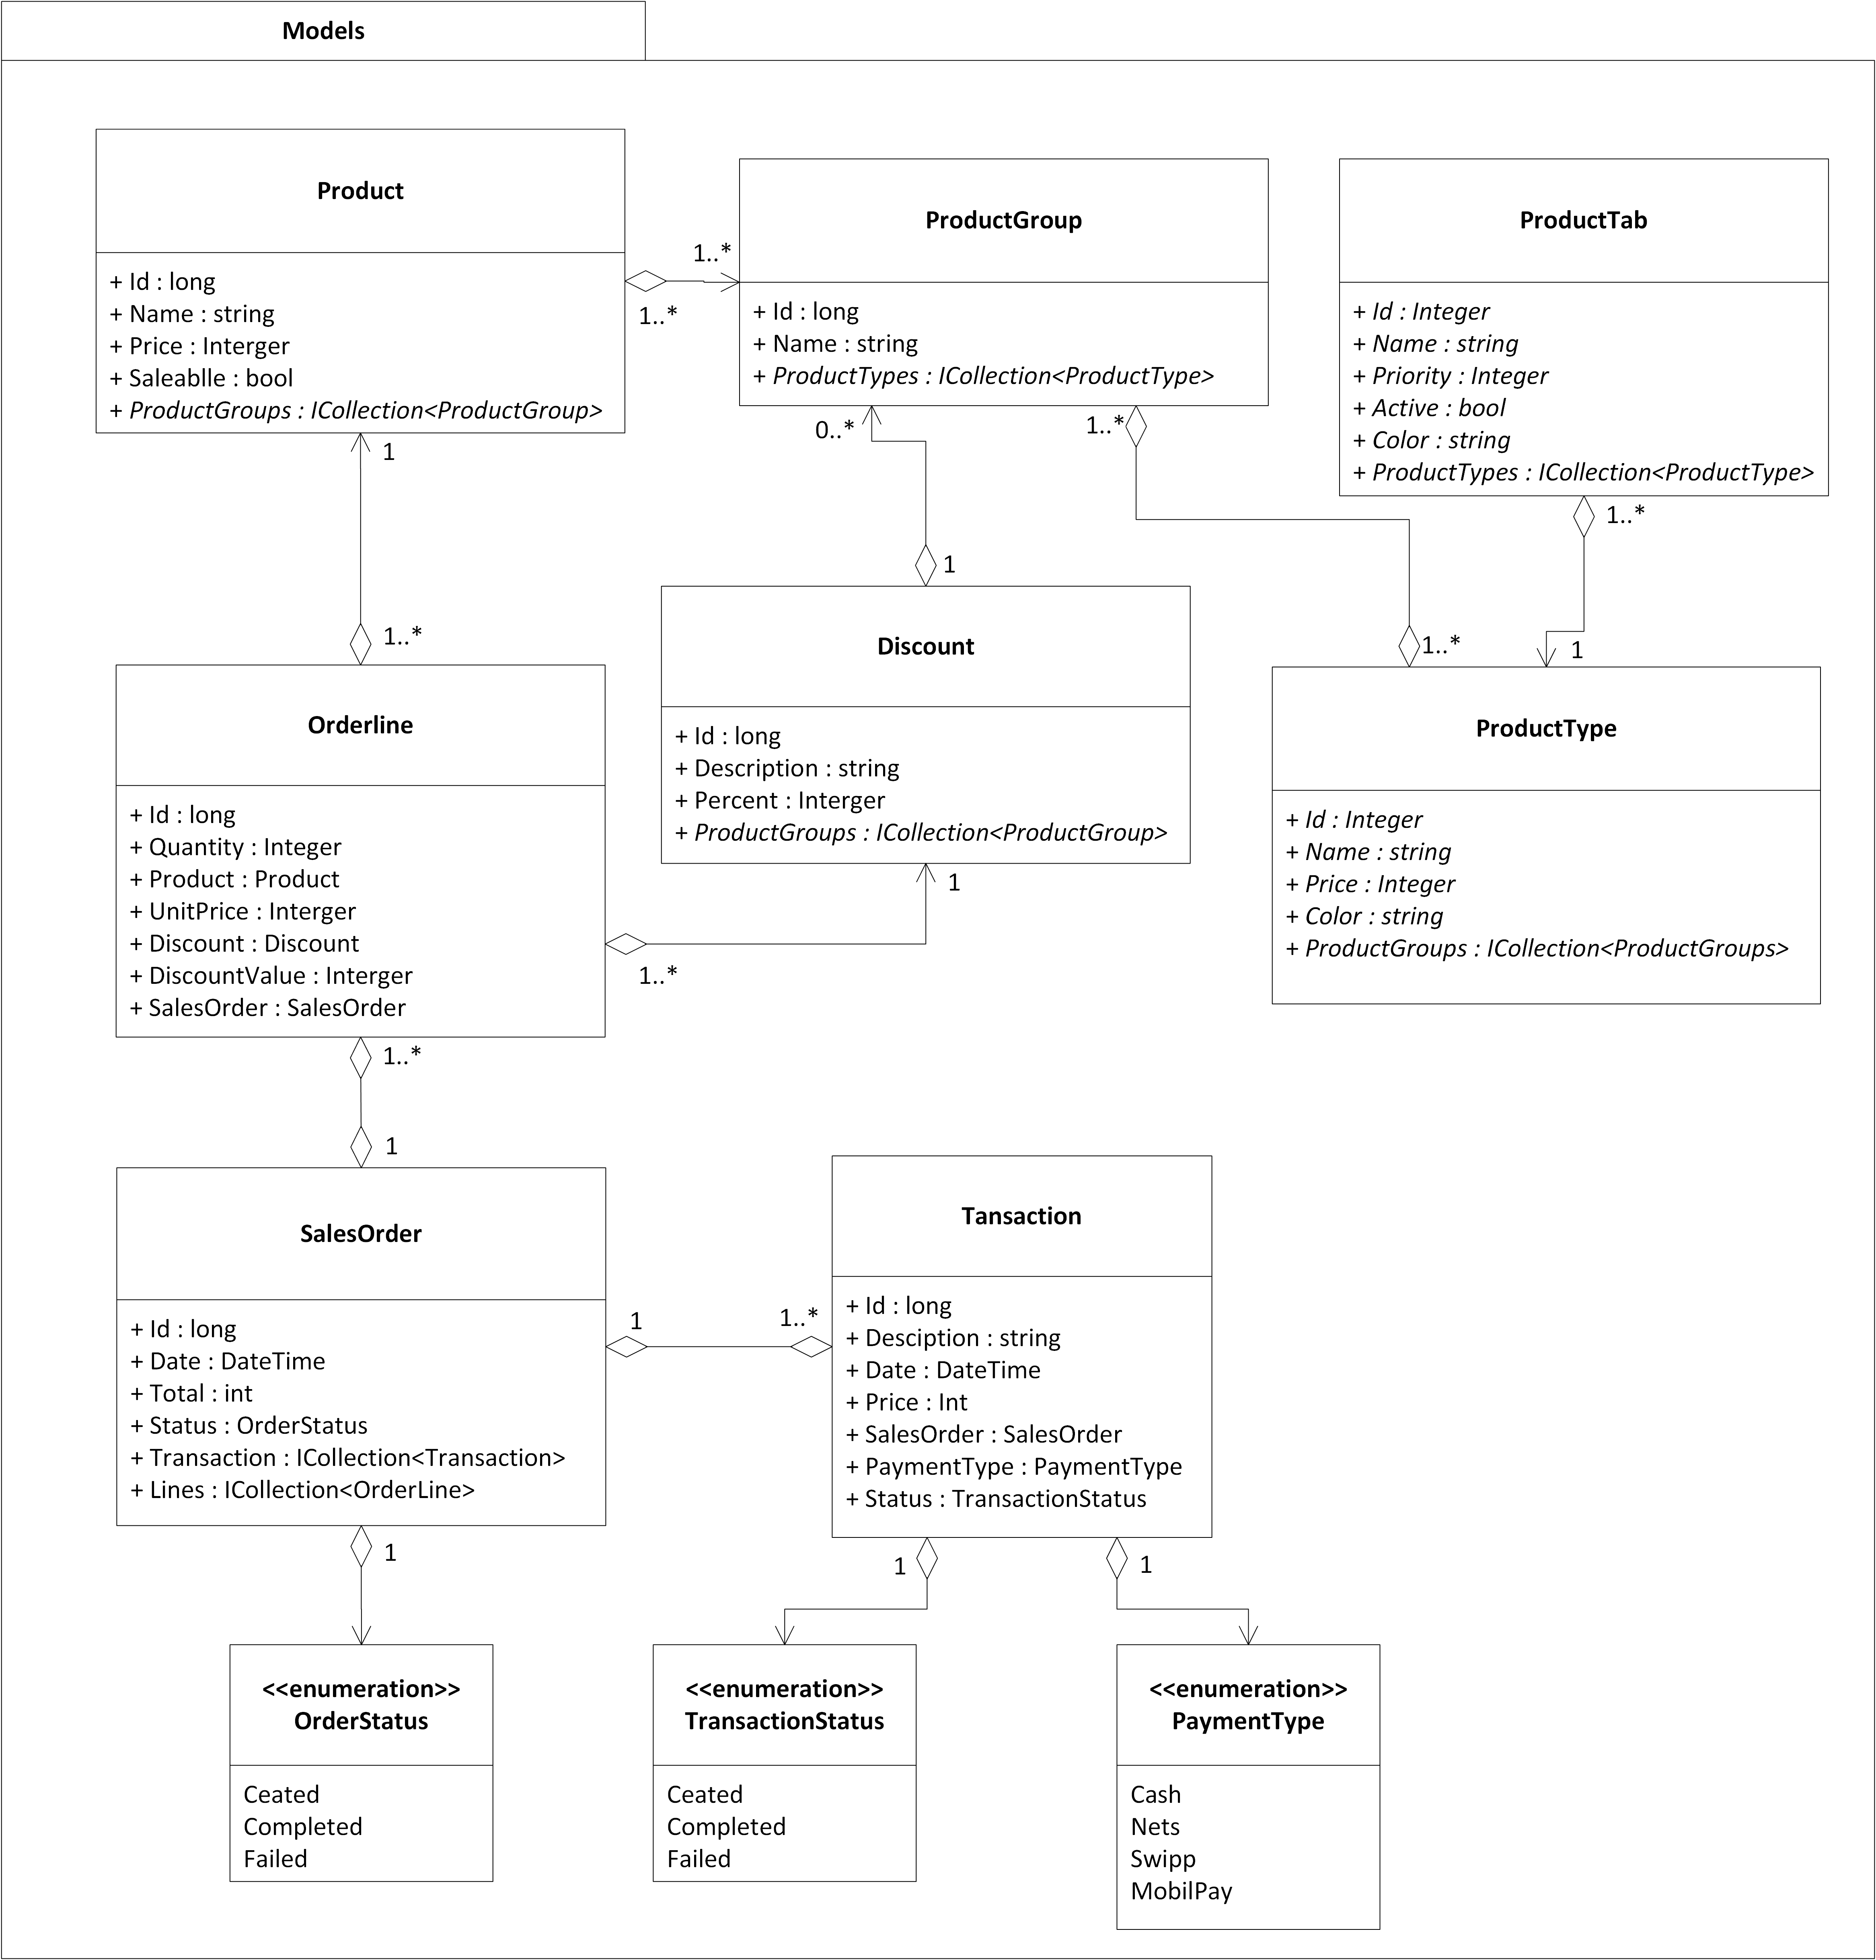 Models
Product
+ Id : long
+ Name : string
+ Price : Interger
+ Saleablle : bool
+ ProductGroups : ICollection<ProductGroup>
1..*
1..*
ProductGroup
+ Id : long
+ Name : string
+ ProductTypes : ICollection<ProductType>
ProductTab
+ Id : Integer
+ Name : string
+ Priority : Integer
+ Active : bool
+ Color : string
+ ProductTypes : ICollection<ProductType>
1
0..*
1..*
1..*
1..*
1
1..*
1
Orderline
+ Id : long
+ Quantity : Integer
+ Product : Product
+ UnitPrice : Interger
+ Discount : Discount
+ DiscountValue : Interger
+ SalesOrder : SalesOrder
Discount
+ Id : long
+ Description : string
+ Percent : Interger
+ ProductGroups : ICollection<ProductGroup>
ProductType
+ Id : Integer
+ Name : string
+ Price : Integer
+ Color : string
+ ProductGroups : ICollection<ProductGroups>
1
1..*
1..*
1
SalesOrder
+ Id : long
+ Date : DateTime
+ Total : int
+ Status : OrderStatus
+ Transaction : ICollection<Transaction>
+ Lines : ICollection<OrderLine>
1
1..*
Tansaction
+ Id : long
+ Desciption : string
+ Date : DateTime
+ Price : Int
+ SalesOrder : SalesOrder
+ PaymentType : PaymentType
+ Status : TransactionStatus
1
1
1
<<enumeration>>
OrderStatus
Ceated
Completed
Failed
<<enumeration>>
TransactionStatus
Ceated
Completed
Failed
<<enumeration>>
PaymentType
Cash
Nets
Swipp
MobilPay